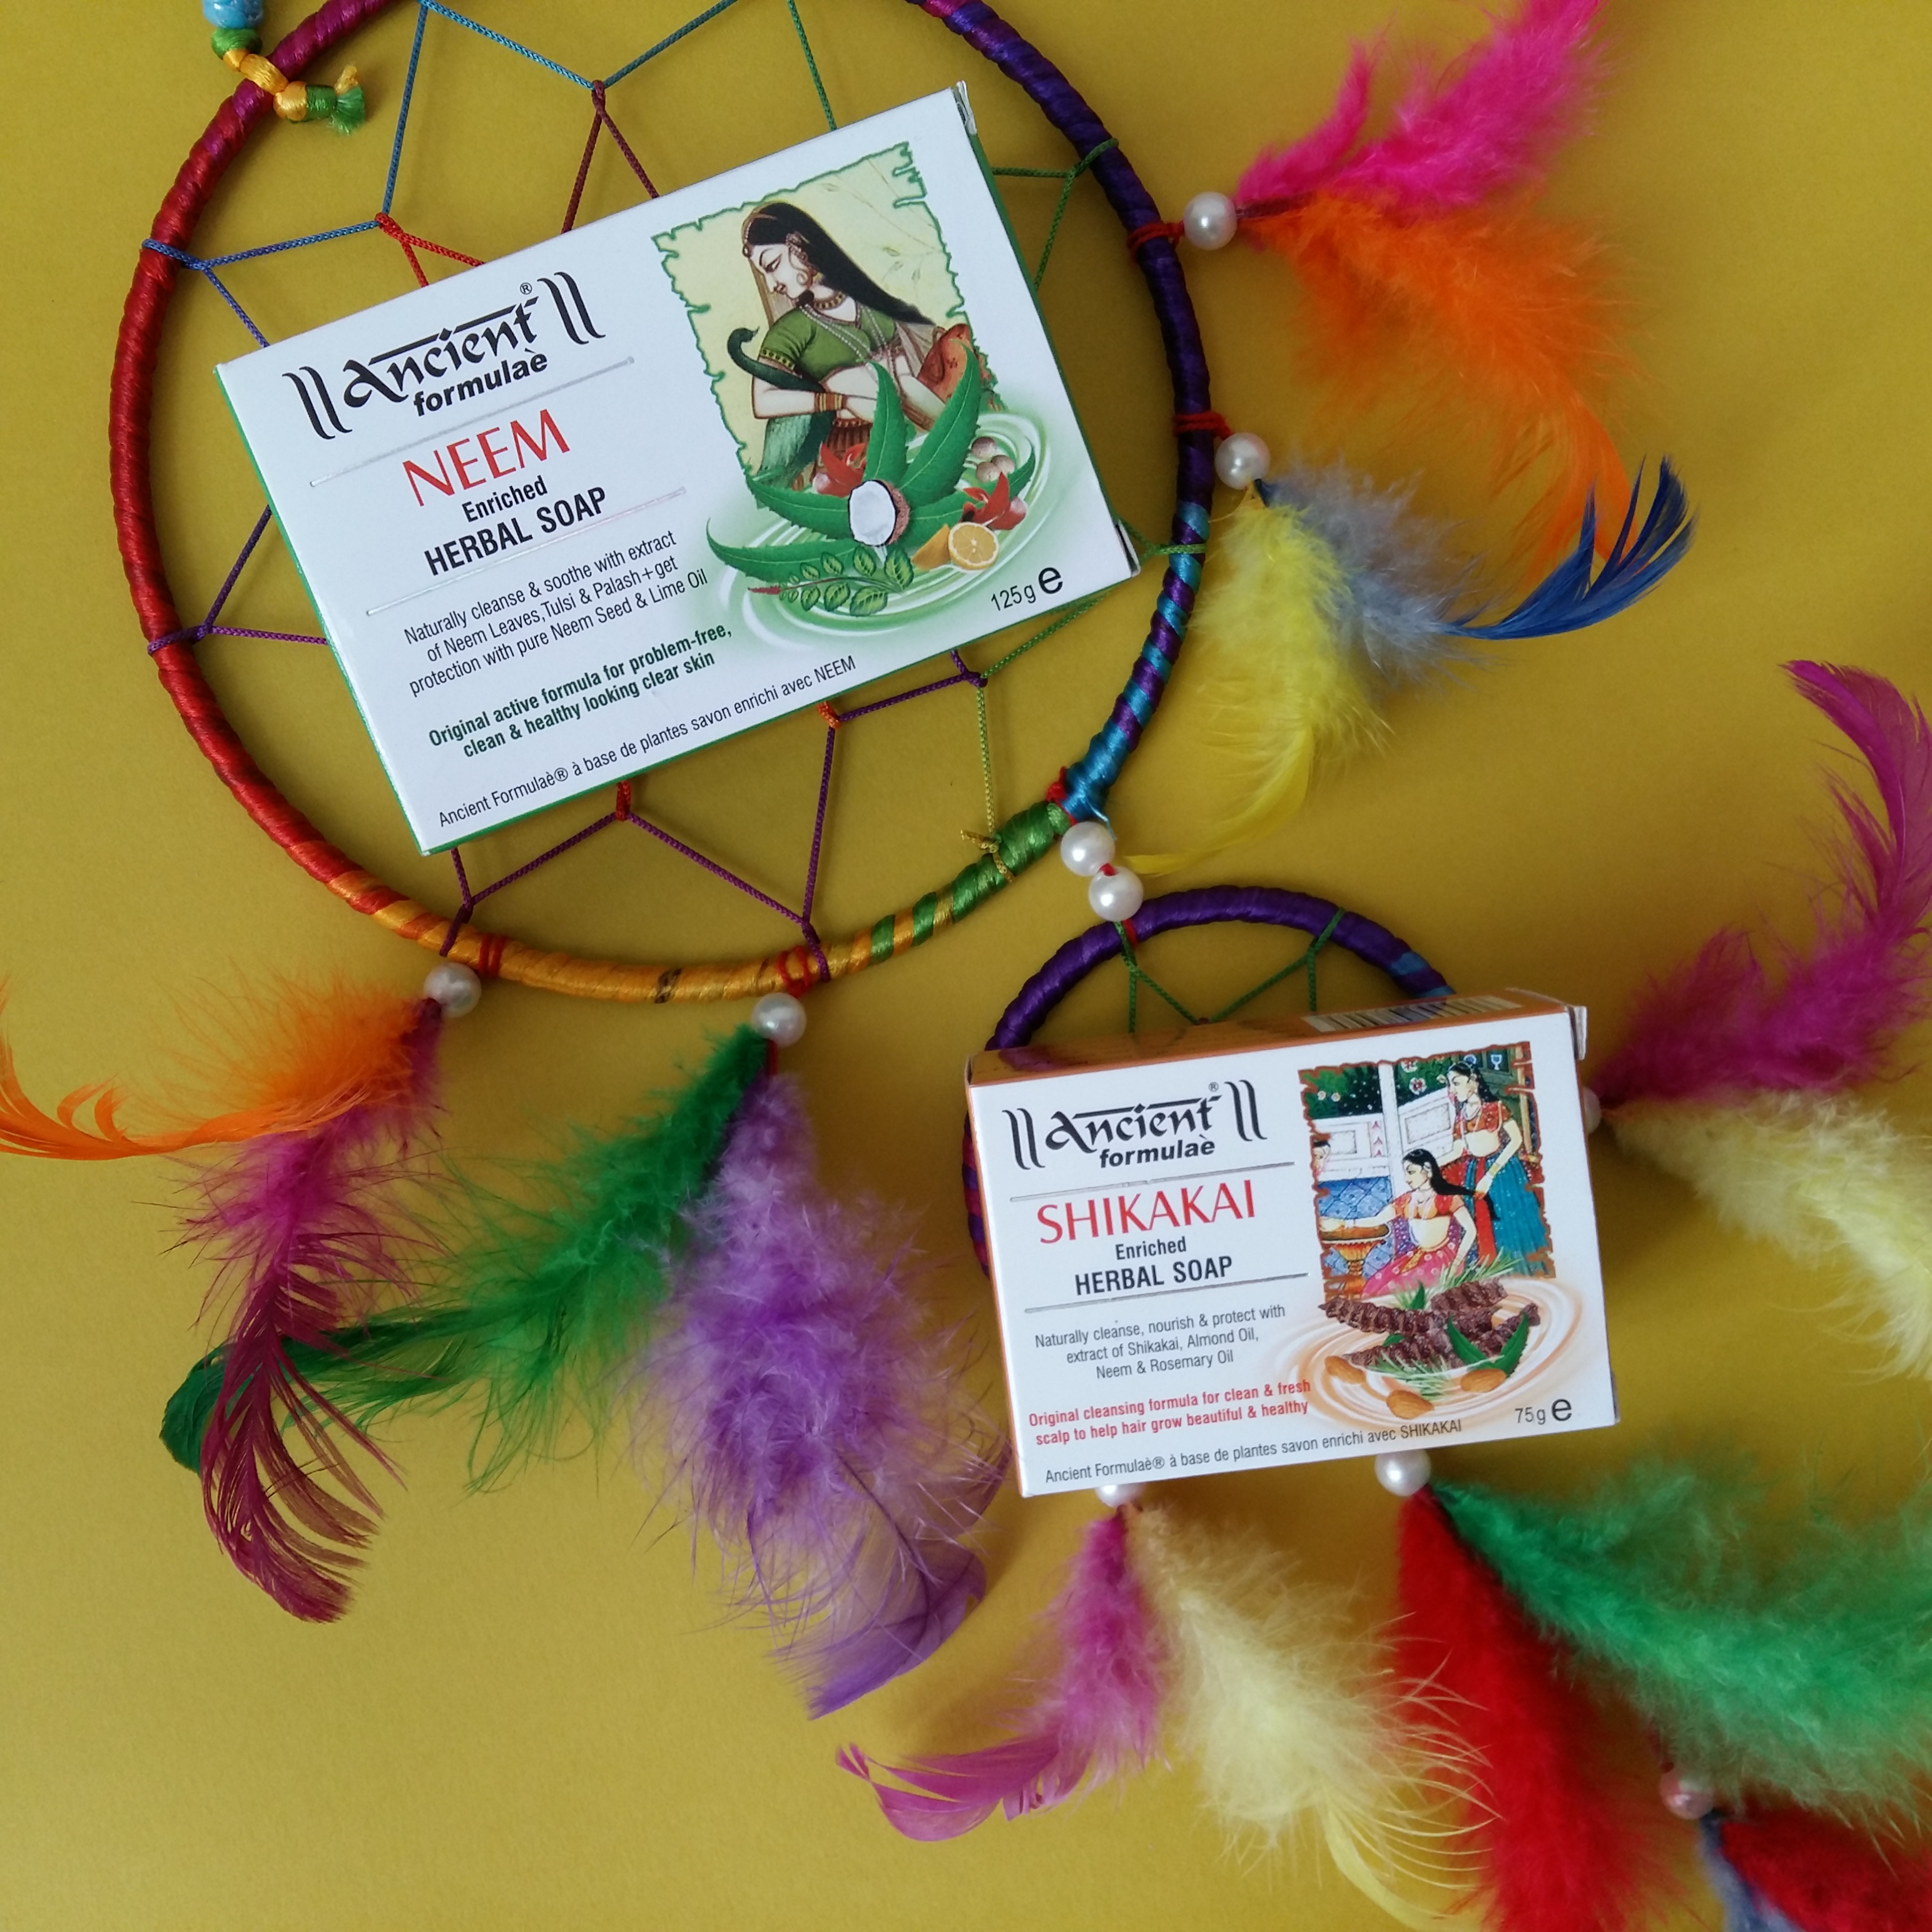 Ancient®
formulaè
NEEM
Enriched
HERBAL SOAP
Naturally cleanse & soothe with extract
of Neem Leaves, Tulsi & Palash+get
protection with pure Neem Seed & Lime Oil
Original active formula for problem-free,
clean & healthy looking clear skin
Ancient Formulaè® à base de plantes savon enrichi avec NEEM
125g e
Ancient®
formulaè
SHIKAKAI
Enriched
HERBAL SOAP
Naturally cleanse, nourish & protect with
extract of Shikakai, Almond Oil,
Neem & Rosemary Oil
Original cleansing formula for clean & fresh
scalp to help hair grow beautiful & healthy
Ancient Formulaè® à base de plantes savon enrichi avec SHIKAKAI
75g e